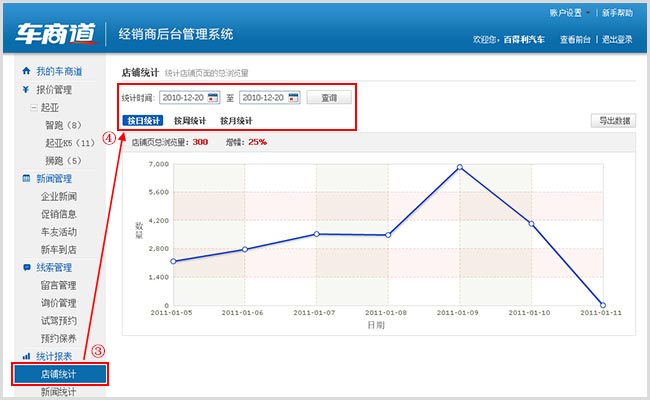 账户设置 | 新手帮助
车商道 | 经销商后台管理系统
欢迎您，百得利汽车 查看前台 | 退出登录
我的车商道
报价管理
起亚
智跑（8）
起亚K5（11）
狮跑（5）
新闻管理
企业新闻
促销信息
车友活动
新车到店
线索管理
留言管理
询价管理
试驾预约
预约保养
统计报表
店铺统计
新闻统计
③
④
店铺统计 统计店铺页面的总浏览量
统计时间: 2010-12-20 至 2010-12-20 查询
按日统计 按周统计 按月统计
导出数据
店铺页总浏览量: 300 增幅: 25%
7,000
5,600
4,200
2,800
1,400
0
数量
2011-01-05 2011-01-06 2011-01-07 2011-01-08 2011-01-09 2011-01-10 2011-01-11
日期